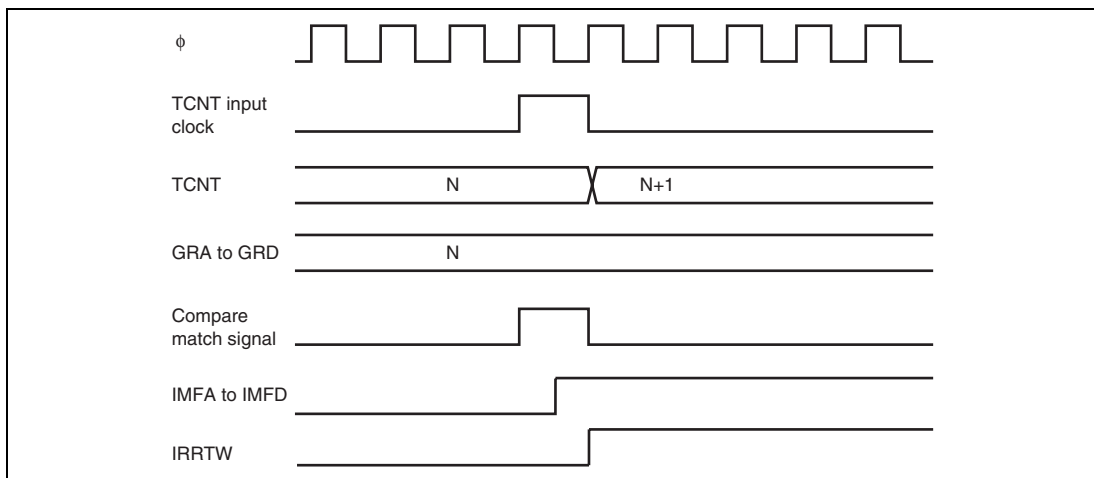 ϕ
TCNT input
clock
TCNT
N
N+1
GRA to GRD
N
Compare
match signal
IMFA to IMFD
IRRTW